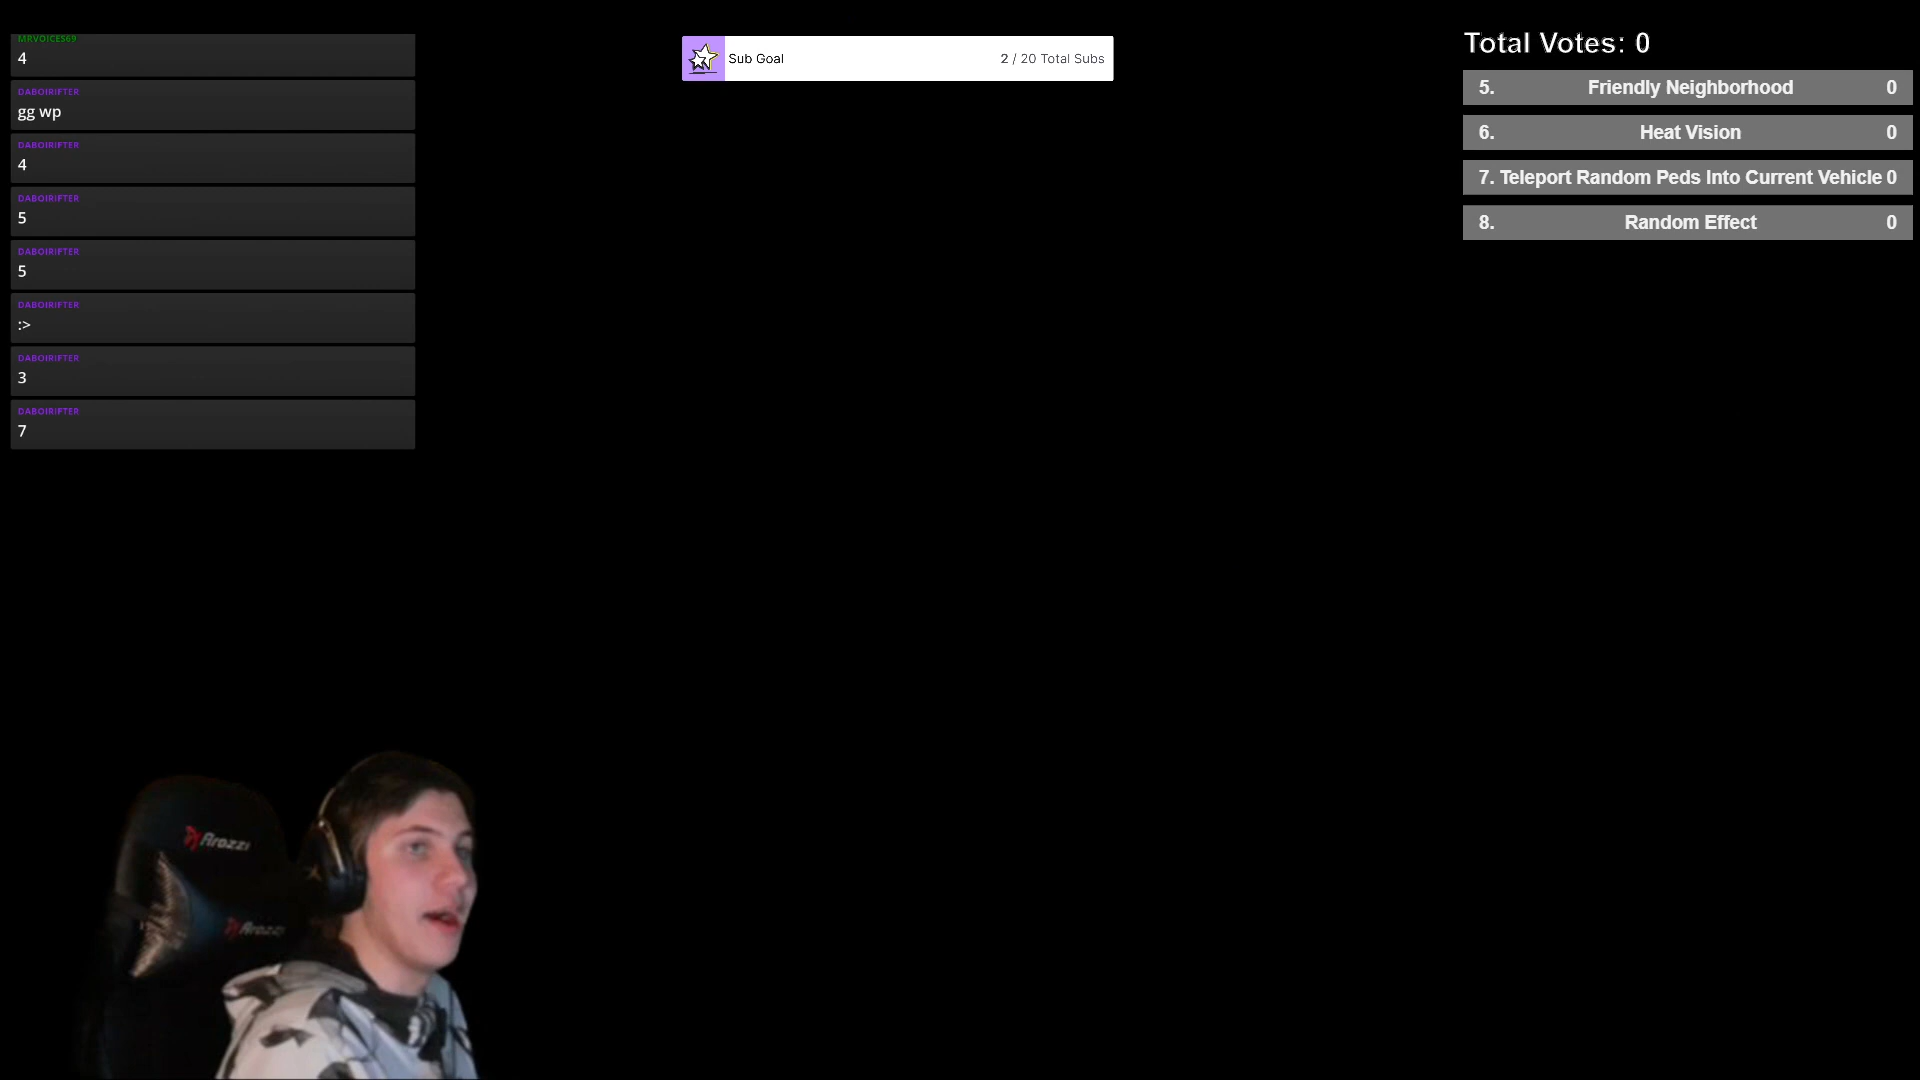 MRVOICES69
4
DABOIRIFTER
gg wp
DABOIRIFTER
4
DABOIRIFTER
5
DABOIRIFTER
5
DABOIRIFTER
:>
DABOIRIFTER
3
DABOIRIFTER
7
Sub Goal 2 / 20 Total Subs
Total Votes: 0
5. Friendly Neighborhood 0
6. Heat Vision 0
7. Teleport Random Peds Into Current Vehicle 0
8. Random Effect 0
Arozzi
Arozzi